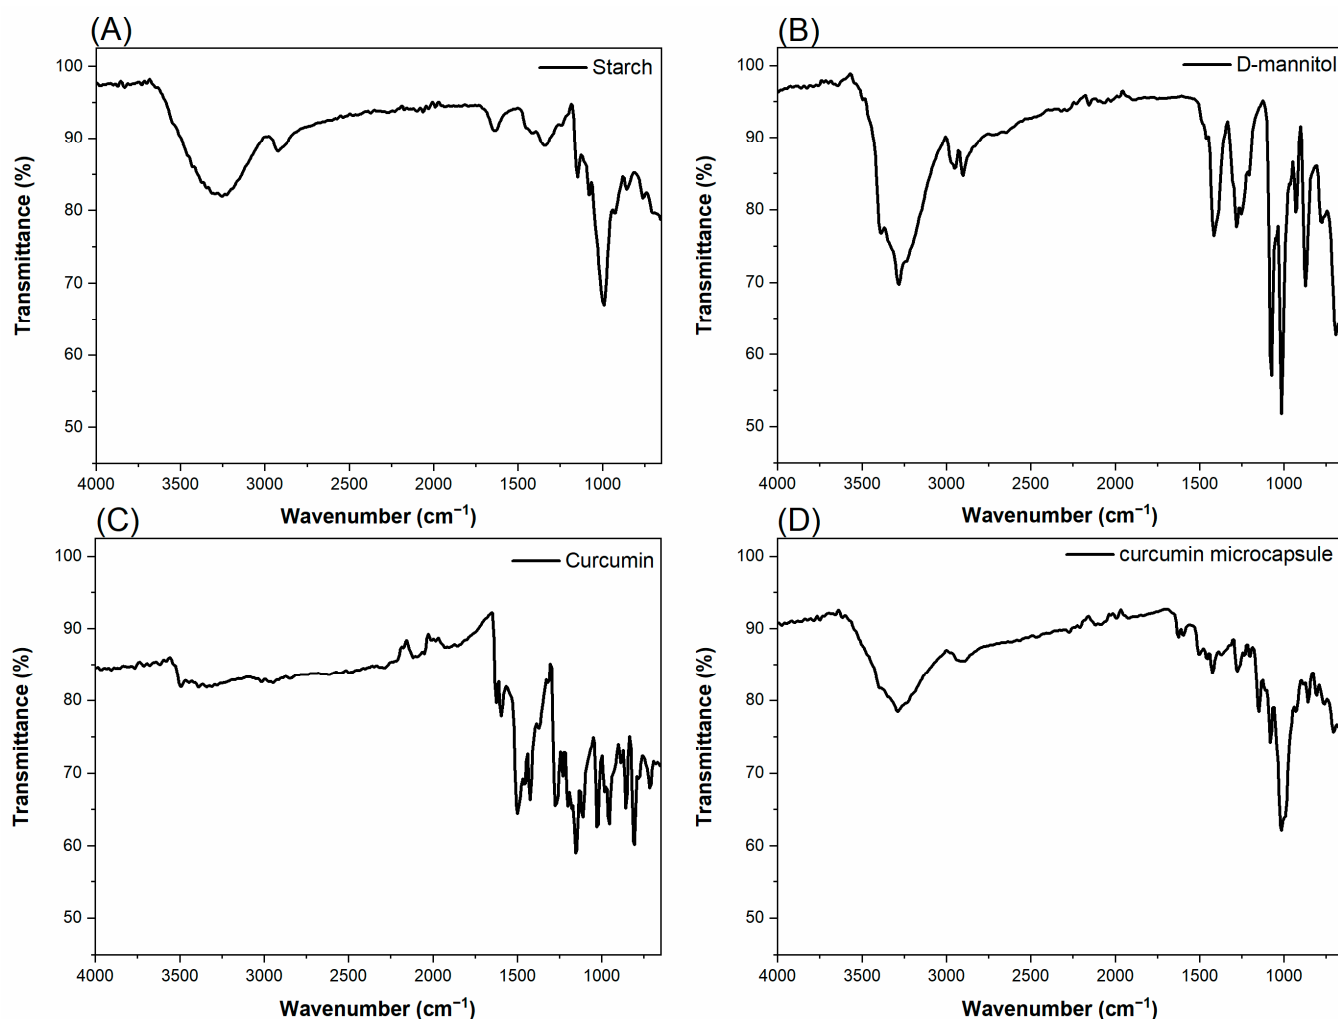 (A)
Starch
Transmittance (%)
100
90
80
70
60
50
4000 3500 3000 2500 2000 1500 1000
Wavenumber (cm⁻¹)
(B)
D-mannitol
Transmittance (%)
100
90
80
70
60
50
4000 3500 3000 2500 2000 1500 1000
Wavenumber (cm⁻¹)
(C)
Curcumin
Transmittance (%)
100
90
80
70
60
50
4000 3500 3000 2500 2000 1500 1000
Wavenumber (cm⁻¹)
(D)
curcumin microcapsule
Transmittance (%)
100
90
80
70
60
50
4000 3500 3000 2500 2000 1500 1000
Wavenumber (cm⁻¹)